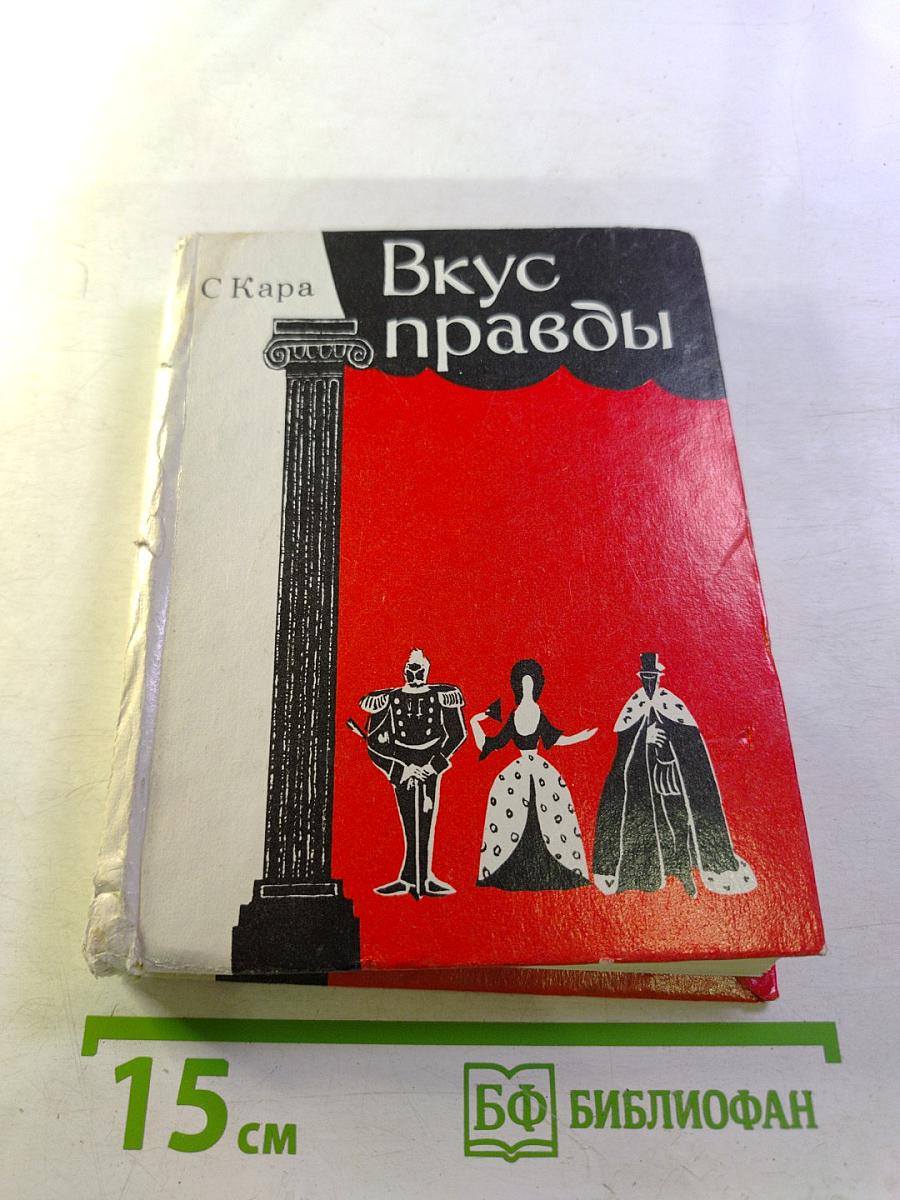 С Кара
Вкус
правды
15 см
БФ БИБЛИОФАН